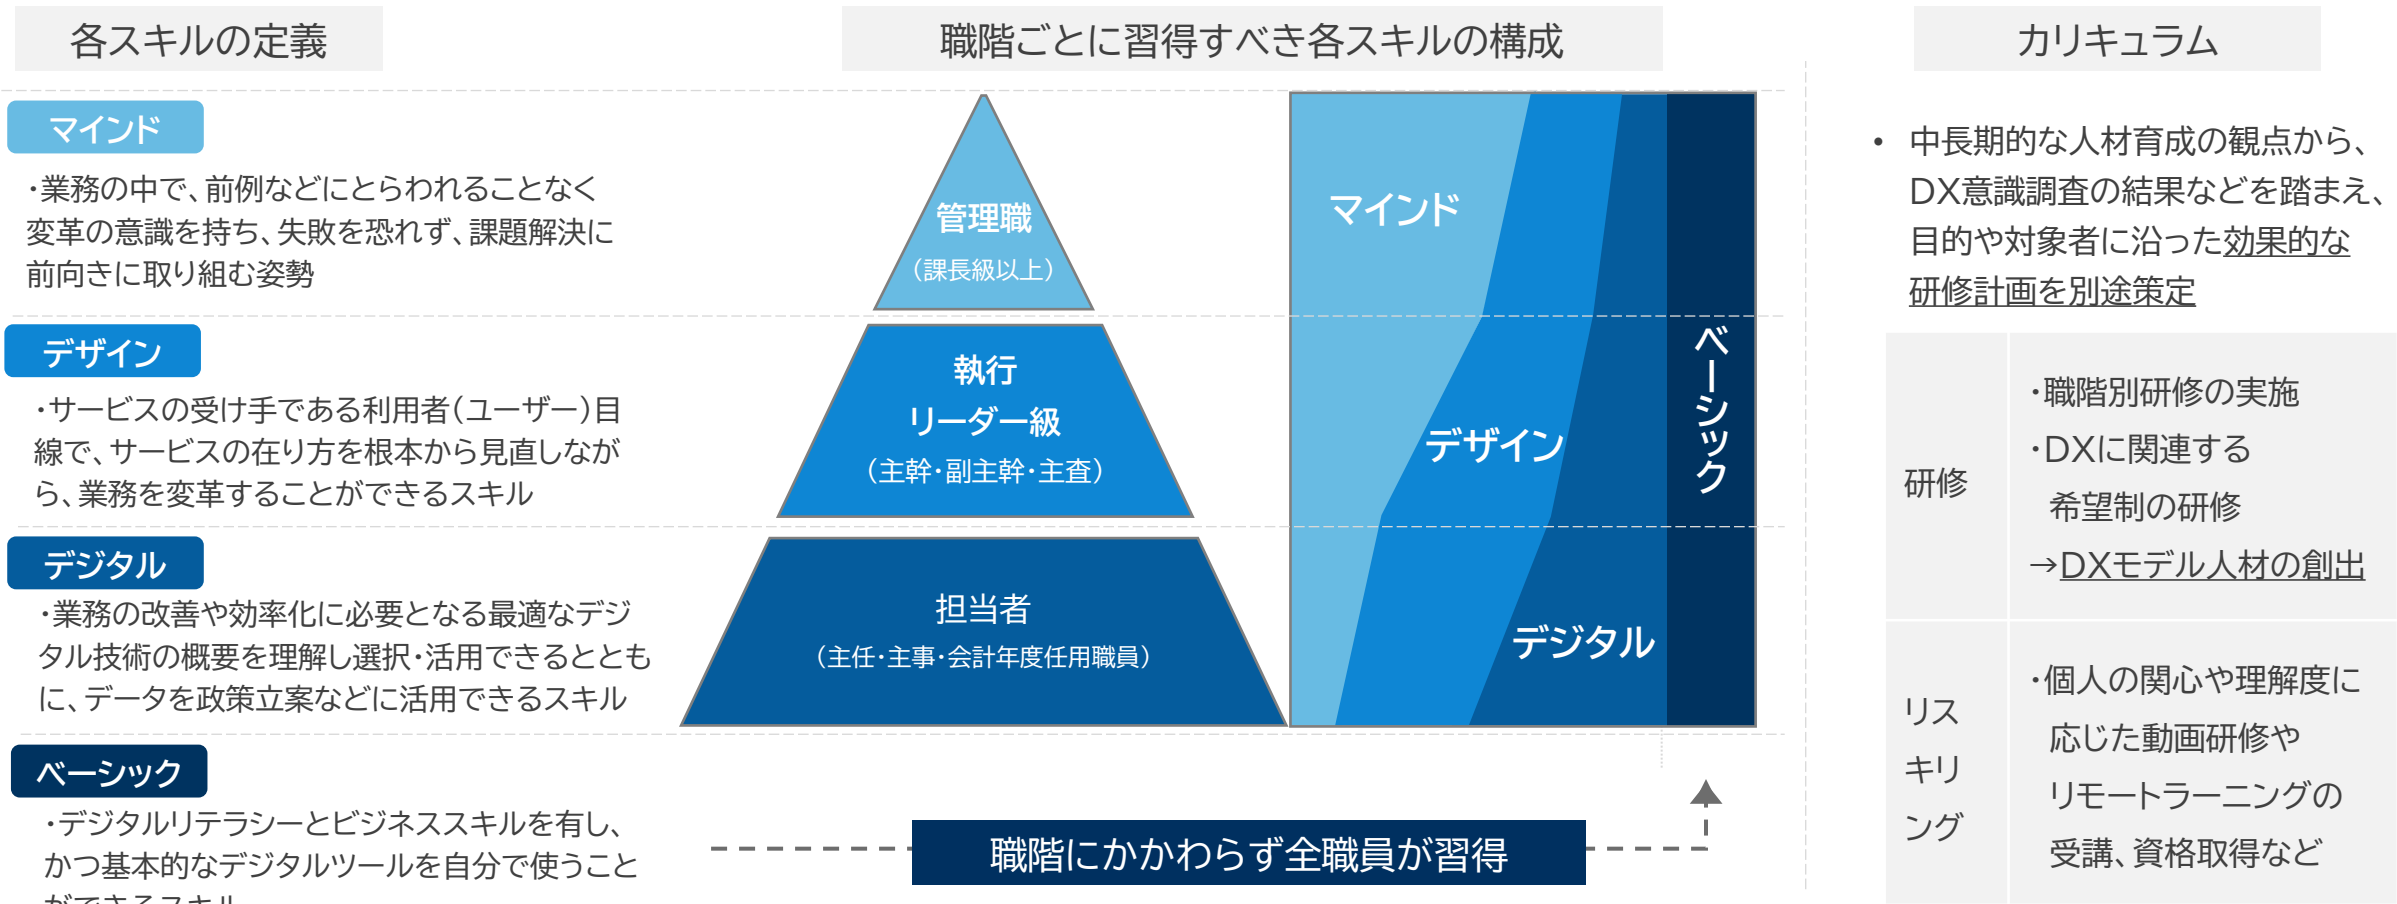 各スキルの定義
マインド
・業務の中で、前例などにとらわれることなく
変革の意識を持ち、失敗を恐れず、課題解決に
前向きに取り組む姿勢
デザイン
・サービスの受け手である利用者(ユーザー)目
線で、サービスの在り方を根本から見直しなが
ら、業務を変革することができるスキル
デジタル
・業務の改善や効率化に必要となる最適なデジ
タル技術の概要を理解し選択・活用できるととも
に、データを政策立案などに活用できるスキル
ベーシック
・デジタルリテラシーとビジネススキルを有し、
かつ基本的なデジタルツールを自分で使うこと
ができるスキル
職階ごとに習得すべき各スキルの構成
管理職
(課長級以上)
執行
リーダー級
(主幹・副主幹・主査)
担当者
(主任・主事・会計年度任用職員)
マインド
デザイン
デジタル
ベーシック
職階にかかわらず全職員が習得
カリキュラム
• 中長期的な人材育成の観点から、
DX意識調査の結果などを踏まえ、
目的や対象者に沿った効果的な
研修計画を別途策定
研修
・職階別研修の実施
・DXに関連する
希望制の研修
→DXモデル人材の創出
リス
キリ
ング
・個人の関心や理解度に
応じた動画研修や
リモートラーニングの
受講、資格取得など